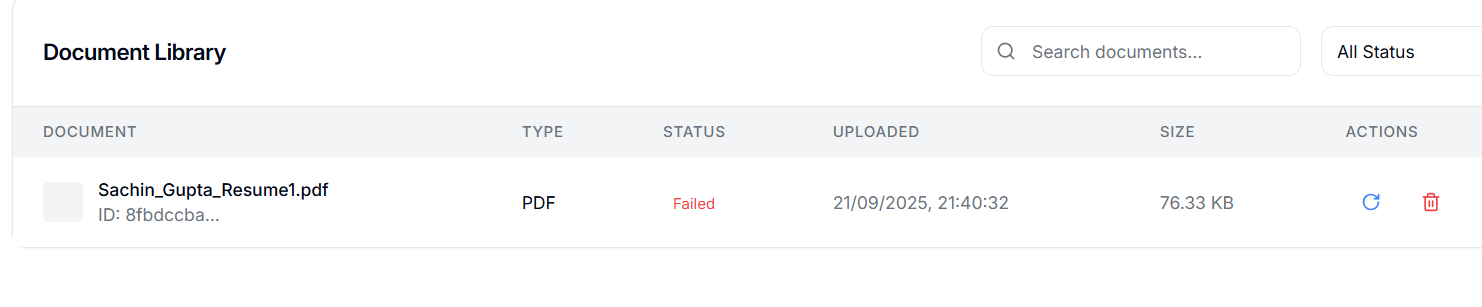 Document Library
Search documents...
All Status
DOCUMENT TYPE STATUS UPLOADED SIZE ACTIONS
Sachin_Gupta_Resume1.pdf PDF Failed 21/09/2025, 21:40:32 76.33 KB
ID: 8fbdccba...